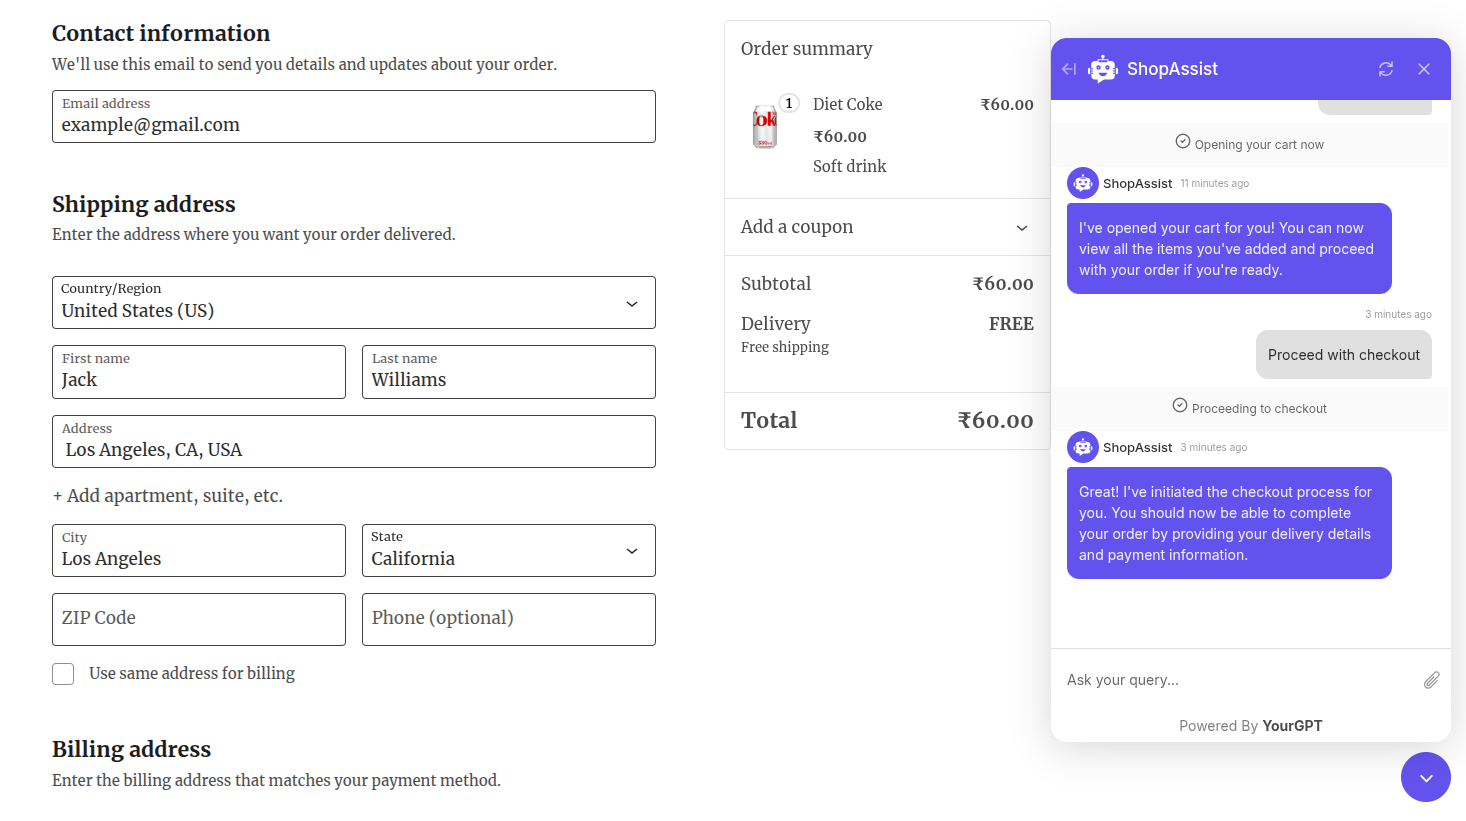 Contact information
We'll use this email to send you details and updates about your order.
Email address
example@gmail.com
Shipping address
Enter the address where you want your order delivered.
Country/Region
United States (US)
First name
Jack
Last name
Williams
Address
Los Angeles, CA, USA
+ Add apartment, suite, etc.
City
Los Angeles
State
California
ZIP Code
Phone (optional)
Use same address for billing
Billing address
Enter the billing address that matches your payment method.
Order summary
1
Diet Coke
₹60.00
₹60.00
Soft drink
Add a coupon
Subtotal
₹60.00
Delivery
FREE
Free shipping
Total
₹60.00
ShopAssist
Opening your cart now
ShopAssist 11 minutes ago
I've opened your cart for you! You can now
view all the items you've added and proceed
with your order if you're ready.
3 minutes ago
Proceed with checkout
Proceeding to checkout
ShopAssist 3 minutes ago
Great! I've initiated the checkout process for
you. You should now be able to complete
your order by providing your delivery details
and payment information.
Ask your query...
Powered By YourGPT